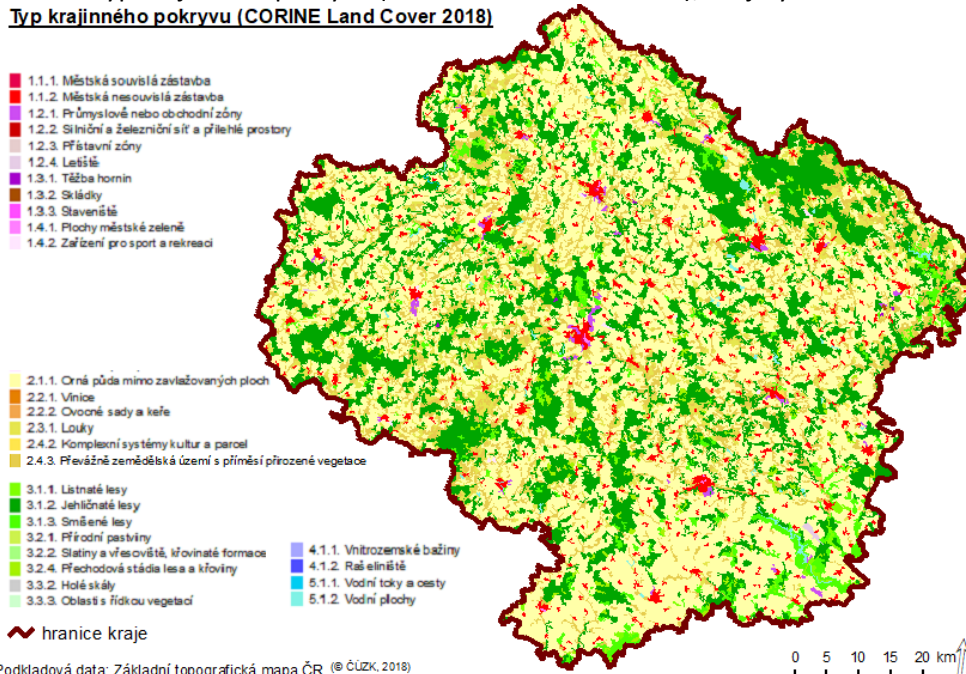 Typ krajinného pokryvu (CORINE Land Cover 2018)
1.1.1. Městská souvislá zástavba
1.1.2. Městská nesouvislá zástavba
1.2.1. Průmyslové nebo obchodní zóny
1.2.2. Silniční a železniční síť a přilehlé prostory
1.2.3. Přístavní zóny
1.2.4. Letiště
1.3.1. Těžba hornin
1.3.2. Skládky
1.3.3. Staveniště
1.4.1. Plochy městské zeleně
1.4.2. Zařízení pro sport a rekreaci
2.1.1. Orná půda mimo zavlažovaných ploch
2.2.1. Vinice
2.2.2. Ovocné sady a keře
2.3.1. Louky
2.4.2. Komplexní systémy kultur a parcel
2.4.3. Převážně zemědělská území s příměsí přirozené vegetace
3.1.1. Listnaté lesy
3.1.2. Jehličnaté lesy
3.1.3. Smíšené lesy
3.2.1. Přírodní pastviny
3.2.2. Slatiny a vřesoviště, křovinaté formace
3.2.4. Přechodová stádia lesa a křoviny
3.3.2. Holé skály
3.3.3. Oblasti s řídkou vegetací
4.1.1. Vnitrozemské bažiny
4.1.2. Rašeliniště
5.1.1. Vodní toky a cesty
5.1.2. Vodní plochy
hranice kraje
Podkladová data: Základní topografická mapa ČR (© ČÚZK, 2018)
0 5 10 15 20 km